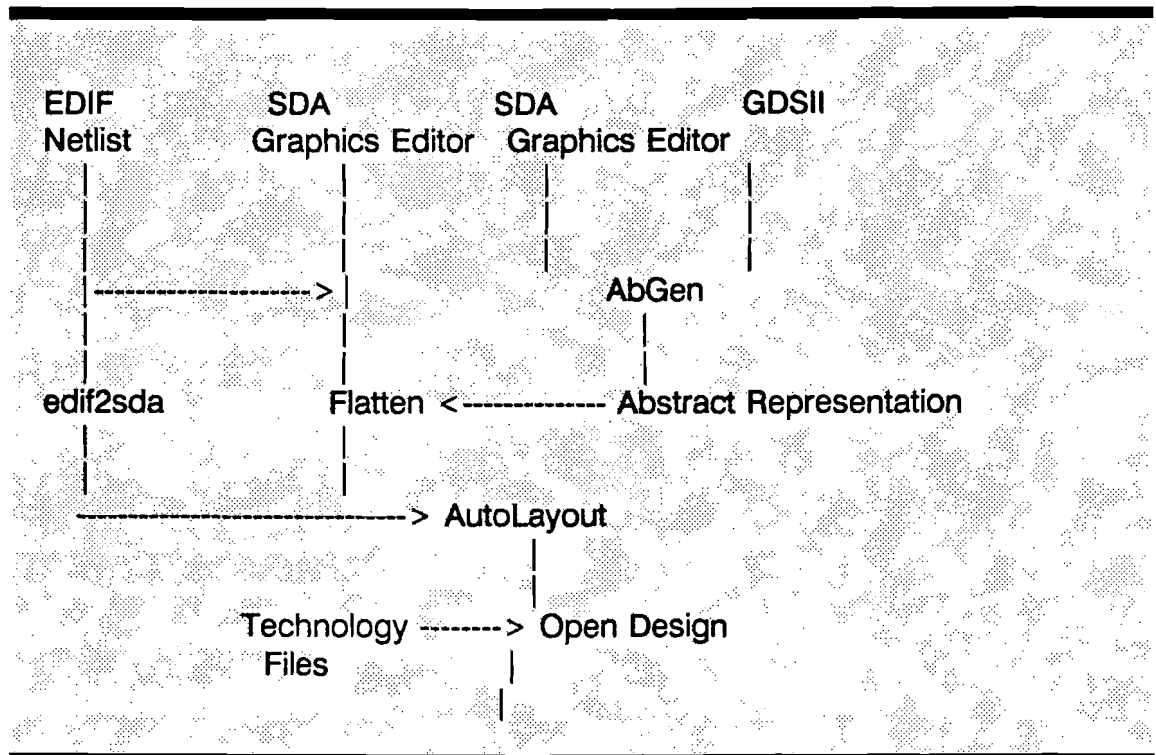 EDIF SDA SDA GDSII
Netlist Graphics Editor Graphics Editor
AbGen
edif2sda Flatten <------------- Abstract Representation
AutoLayout
Technology --------> Open Design
Files